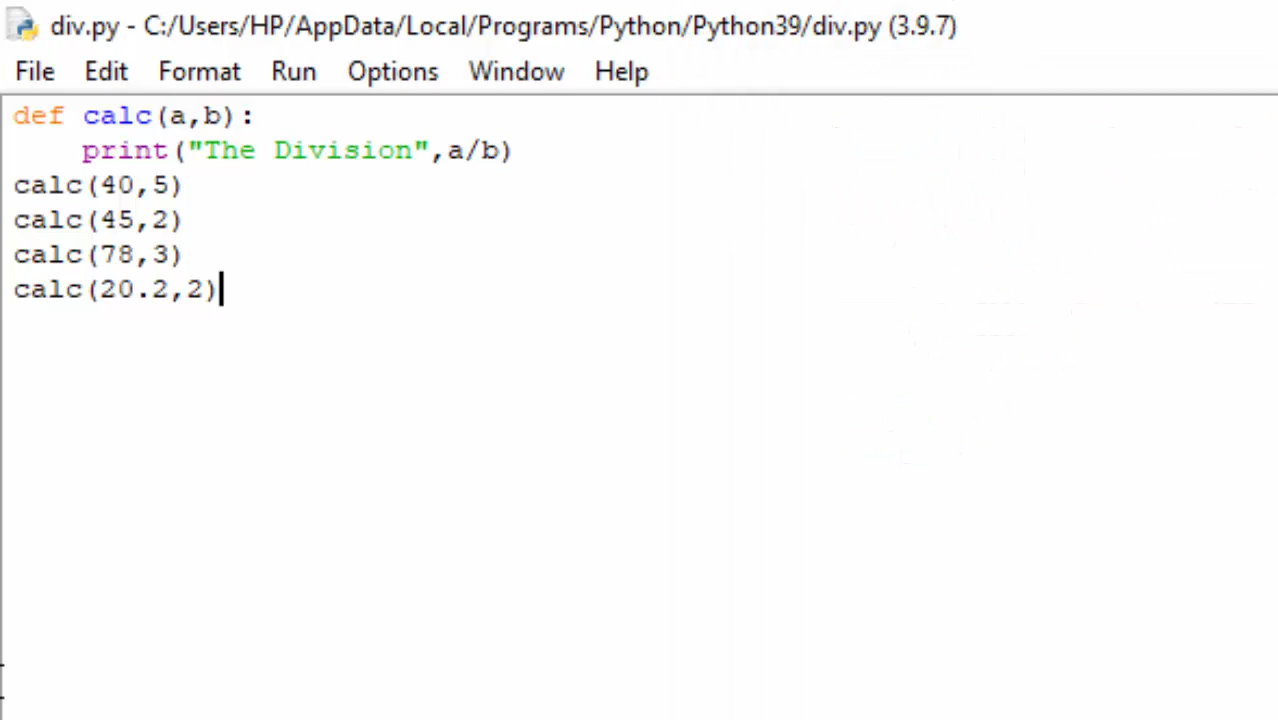 div.py - C:/Users/HP/AppData/Local/Programs/Python/Python39/div.py (3.9.7)
File Edit Format Run Options Window Help
def calc(a,b):
    print("The Division",a/b)
calc(40,5)
calc(45,2)
calc(78,3)
calc(20.2,2)